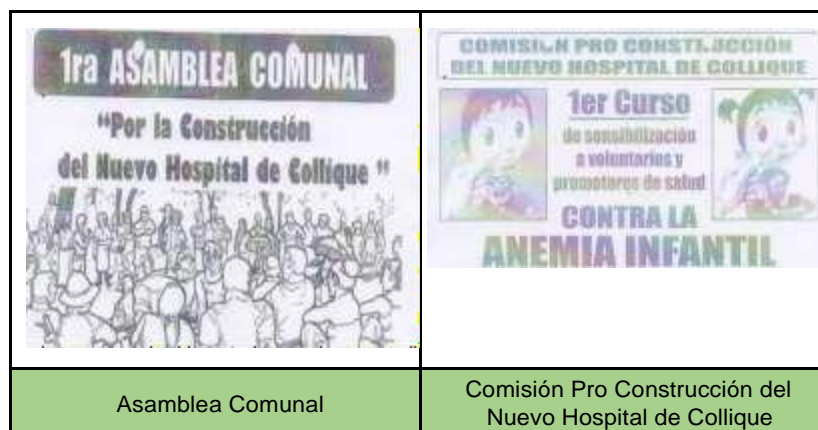 1ra ASAMBLEA COMUNAL
"Por la Construcción
del Nuevo Hospital de Collique "
COMISIÓN PRO CONSTRUCCIÓN
DEL NUEVO HOSPITAL DE COLLIQUE
1er Curso
de sensibilización
a voluntarios y
promotores de salud
CONTRA LA
ANEMIA INFANTIL
Asamblea Comunal
Comisión Pro Construcción del
Nuevo Hospital de Collique